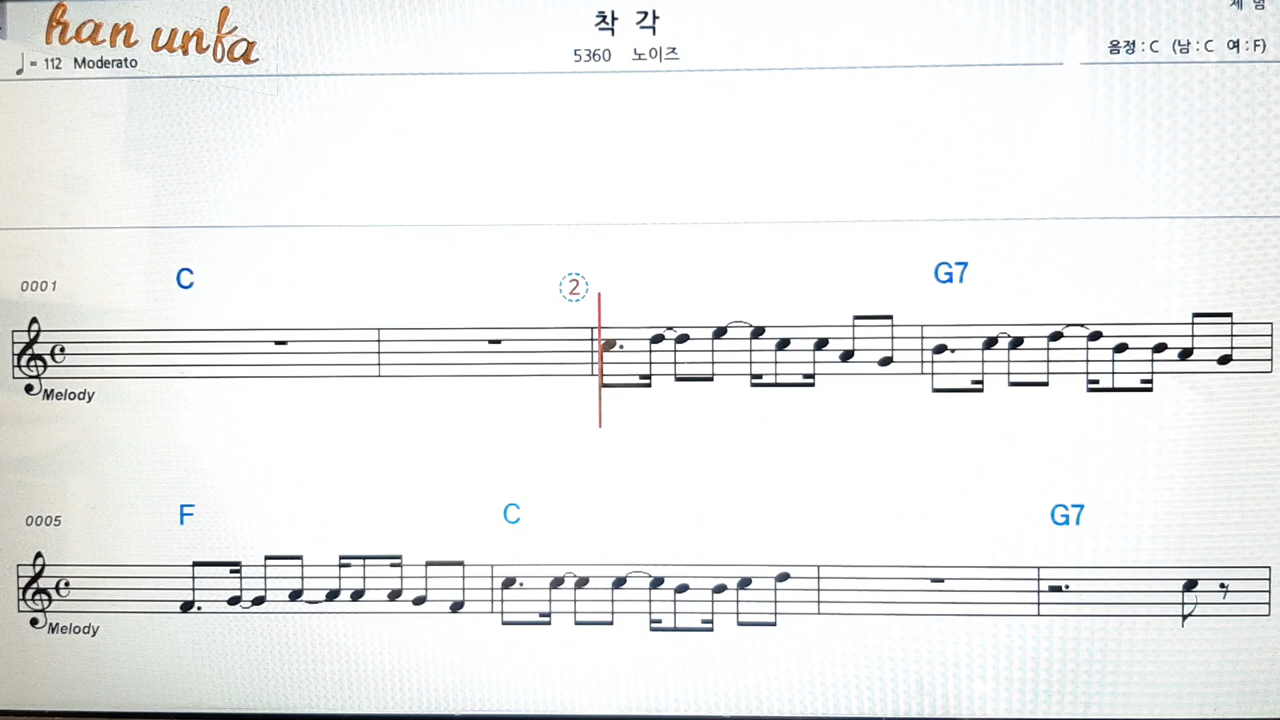 han unfa
착 각
♩= 112 Moderato
5360 노이즈
음정 : C (남 : C 여 : F)
C
G7
0001
2
Melody
F
C
G7
0005
Melody